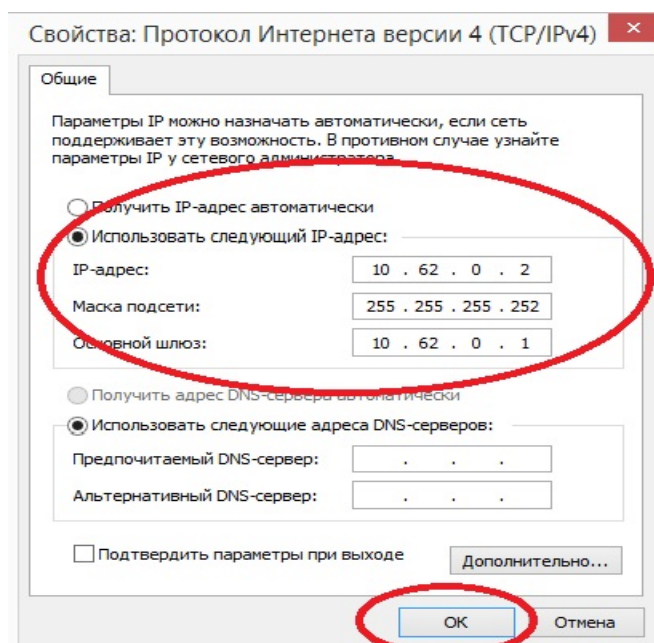 Свойства: Протокол Интернета версии 4 (TCP/IPv4)
Общие
Параметры IP можно назначать автоматически, если сеть
поддерживает эту возможность. В противном случае узнайте
параметры IP у сетевого администратора.
Получить IP-адрес автоматически
Использовать следующий IP-адрес:
IP-адрес: 10 . 62 . 0 . 2
Маска подсети: 255 . 255 . 255 . 252
Основной шлюз: 10 . 62 . 0 . 1
Получить адрес DNS-сервера автоматически
Использовать следующие адреса DNS-серверов:
Предпочитаемый DNS-сервер: . . .
Альтернативный DNS-сервер: . . .
Подтвердить параметры при выходе
Дополнительно...
OK Отмена